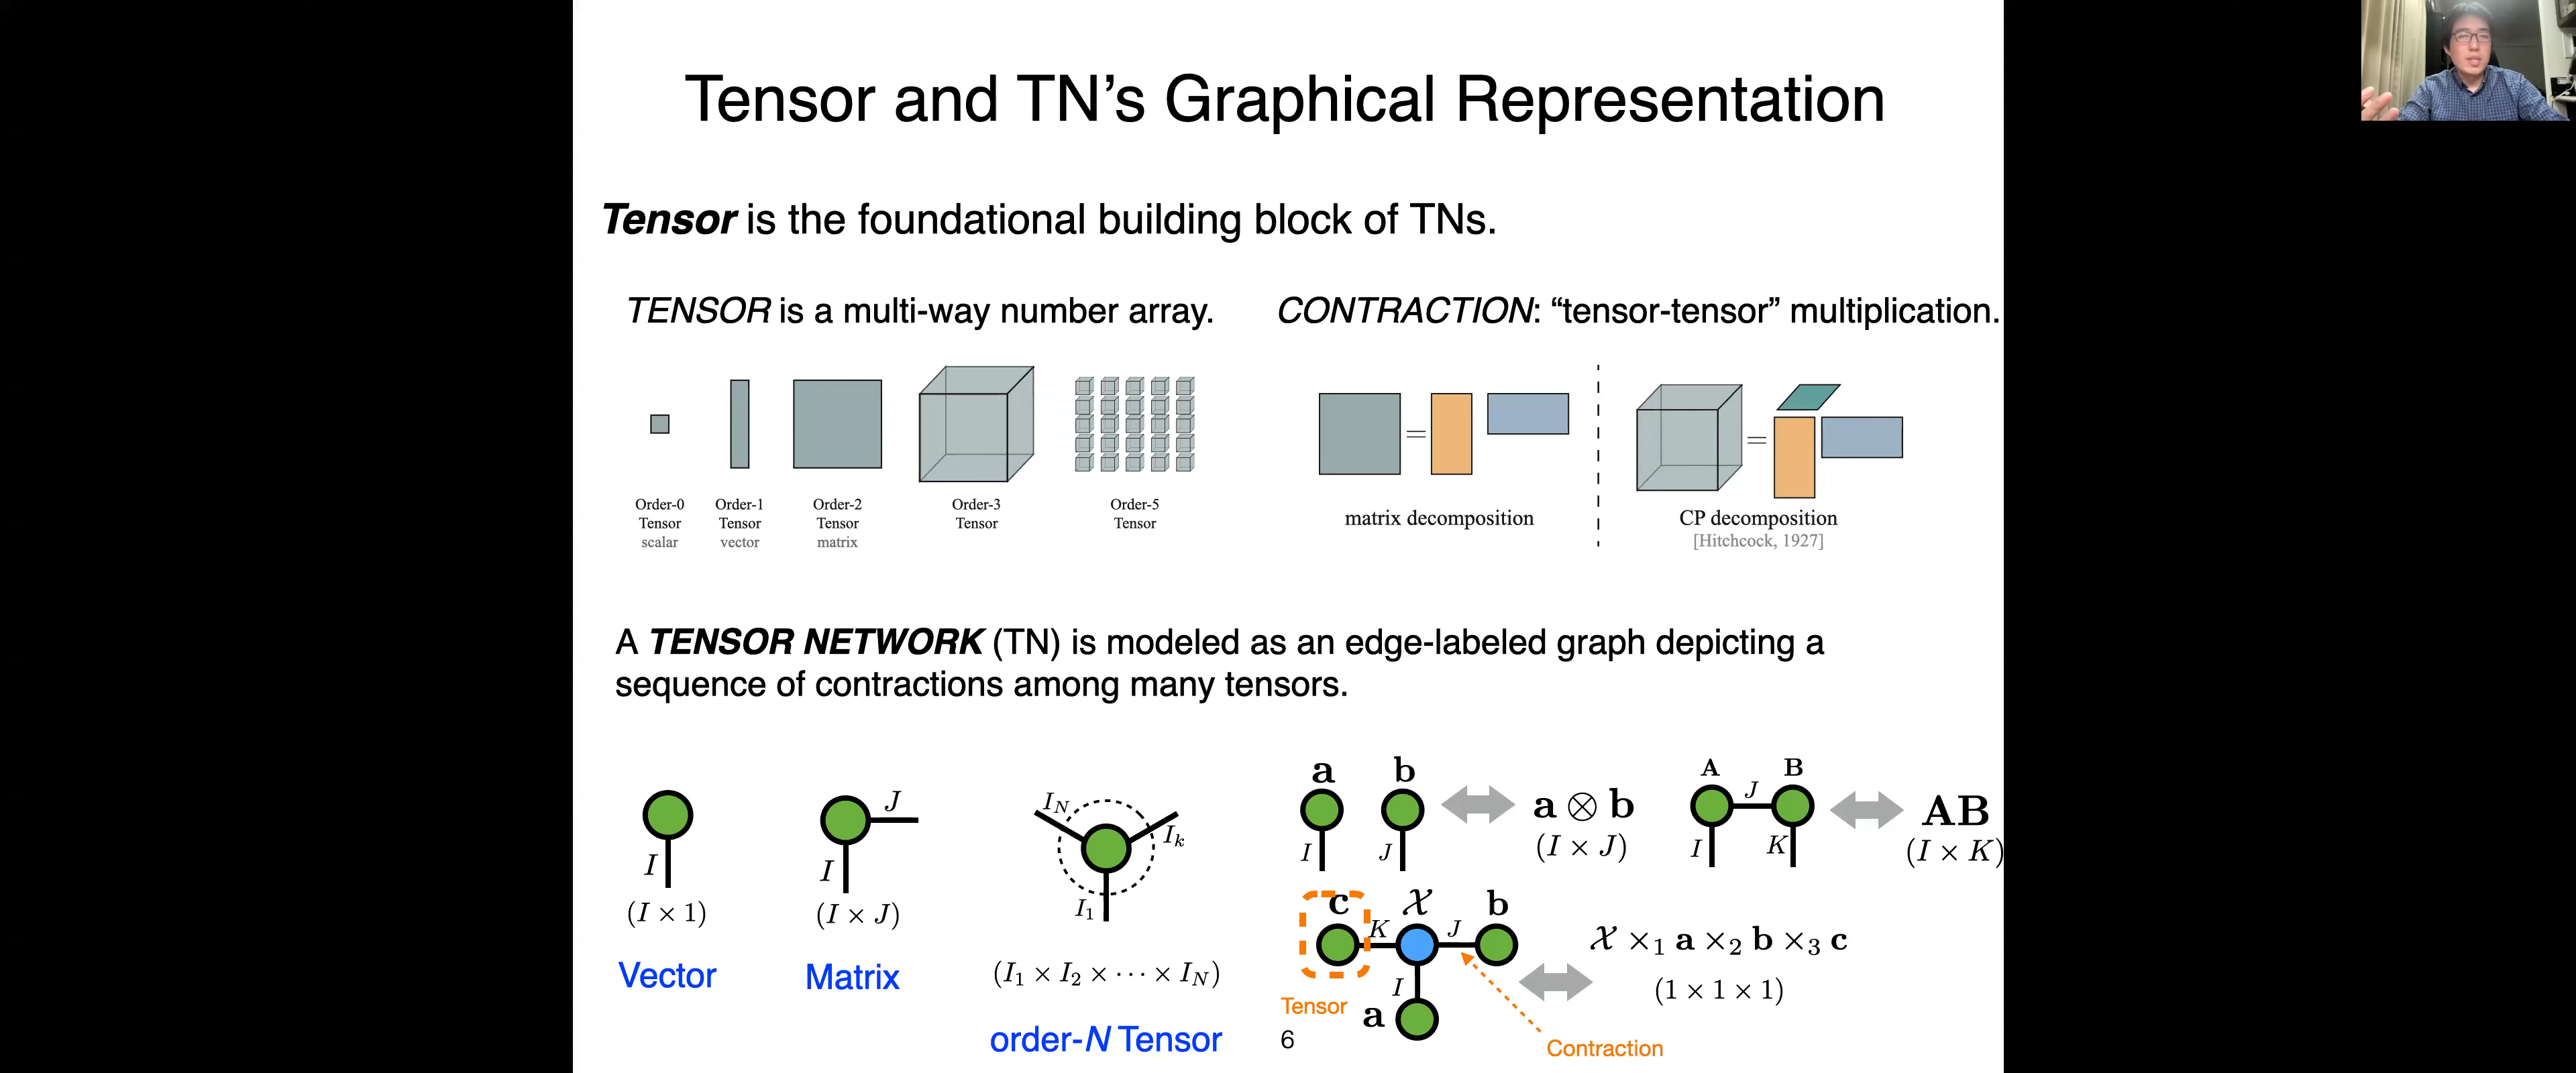 Tensor and TN's Graphical Representation
Tensor is the foundational building block of TNs.
TENSOR is a multi-way number array.
CONTRACTION: “tensor-tensor” multiplication.
Order-0
Tensor
scalar
Order-1
Tensor
vector
Order-2
Tensor
matrix
Order-3
Tensor
Order-5
Tensor
=
matrix decomposition
=
CP decomposition
[Hitchcock, 1927]
A TENSOR NETWORK (TN) is modeled as an edge-labeled graph depicting a
sequence of contractions among many tensors.
I
(I × 1)
Vector
J
I
(I × J)
Matrix
I_N
I_k
I_1
(I_1 × I_2 × ⋯ × I_N)
order-N Tensor
a b
I J
a ⊗ b
(I × J)
A B
J
I K
AB
(I × K)
c 𝒳 b
K J
I
a
Tensor
Contraction
𝒳 ×_1 a ×_2 b ×_3 c
(1 × 1 × 1)
6